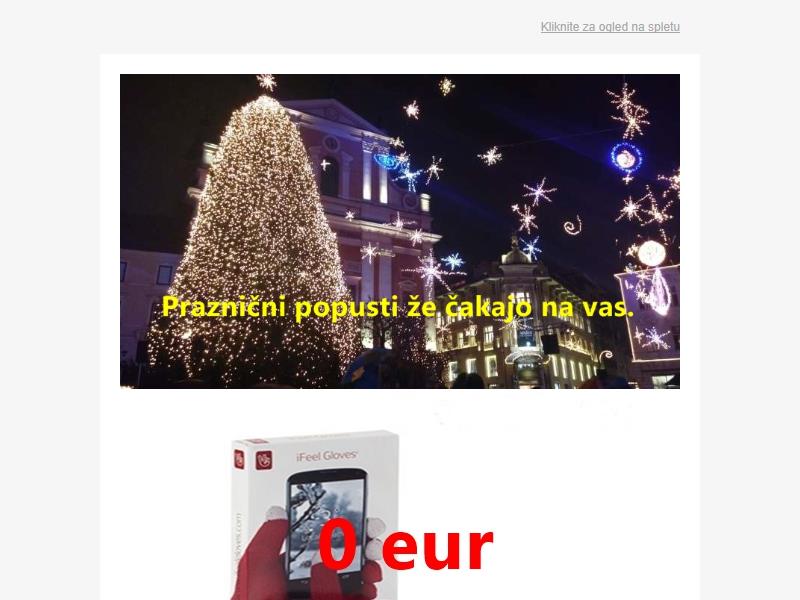 Kliknite za ogled na spletu
Praznični popusti že čakajo na vas.
iFeel Gloves
0 eur